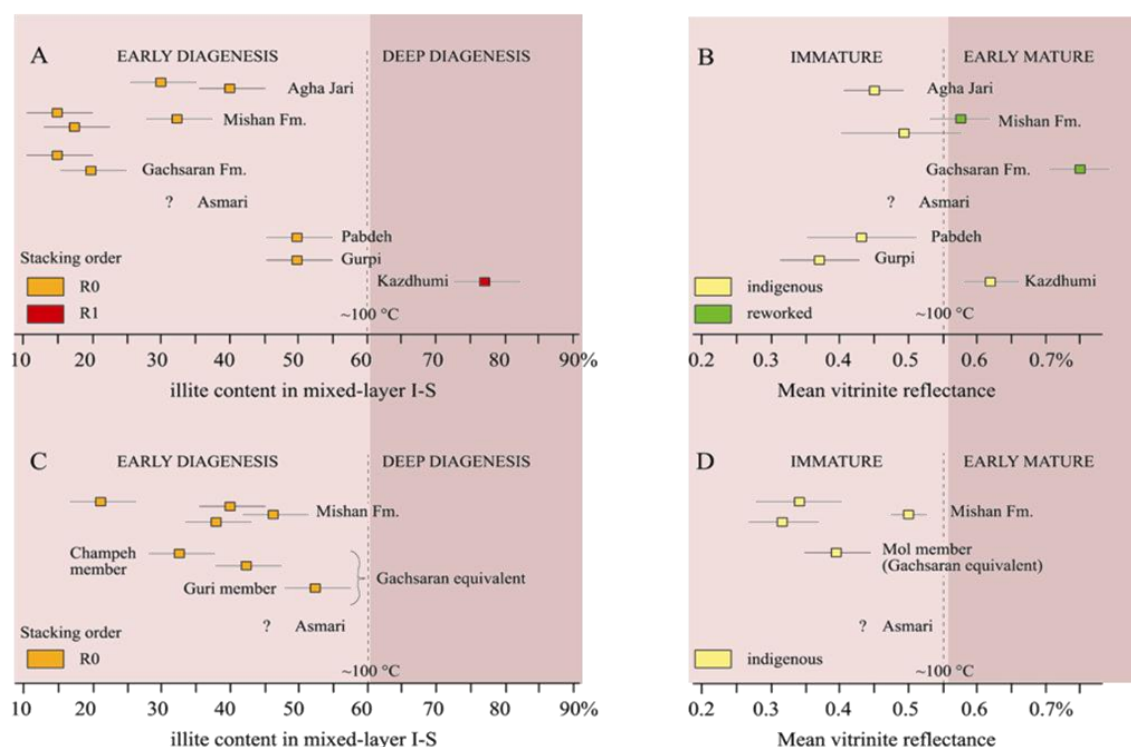 A
EARLY DIAGENESIS
DEEP DIAGENESIS
Agha Jari
Mishan Fm.
Gachsaran Fm.
? Asmari
Pabdeh
Gurpi
Kazdhumi
Stacking order
R0
R1
~100 °C
10 20 30 40 50 60 70 80 90%
illite content in mixed-layer I-S
B
IMMATURE
EARLY MATURE
Agha Jari
Mishan Fm.
Gachsaran Fm.
? Asmari
Pabdeh
Gurpi
Kazdhumi
indigenous
reworked
~100 °C
0.2 0.3 0.4 0.5 0.6 0.7%
Mean vitrinite reflectance
C
EARLY DIAGENESIS
DEEP DIAGENESIS
Mishan Fm.
Champeh
member
Gachsaran equivalent
Guri member
? Asmari
Stacking order
R0
~100 °C
10 20 30 40 50 60 70 80 90%
illite content in mixed-layer I-S
D
IMMATURE
EARLY MATURE
Mishan Fm.
Mol member
(Gachsaran equivalent)
? Asmari
indigenous
~100 °C
0.2 0.3 0.4 0.5 0.6 0.7%
Mean vitrinite reflectance